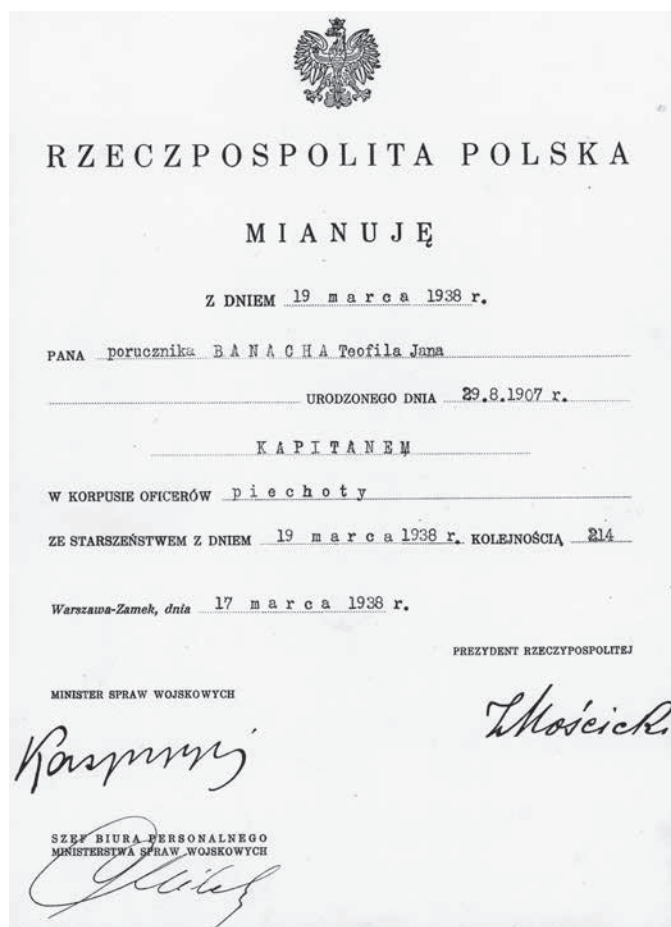 RZECZPOSPOLITA POLSKA
MIANUJĘ
Z DNIEM 19 marca 1938 r.
PANA porucznika BANACHA Teofila Jana
URODZONEGO DNIA 29.8.1907 r.
KAPITANEM
W KORPUSIE OFICERÓW piechoty
ZE STARSZEŃSTWEM Z DNIEM 19 marca 1938 r. KOLEJNOŚCIĄ 214
Warszawa-Zamek, dnia 17 marca 1938 r.
PREZYDENT RZECZYPOSPOLITEJ
MINISTER SPRAW WOJSKOWYCH
IMościcki
SZEF BIURA PERSONALNEGO
MINISTERSTWA SPRAW WOJSKOWYCH